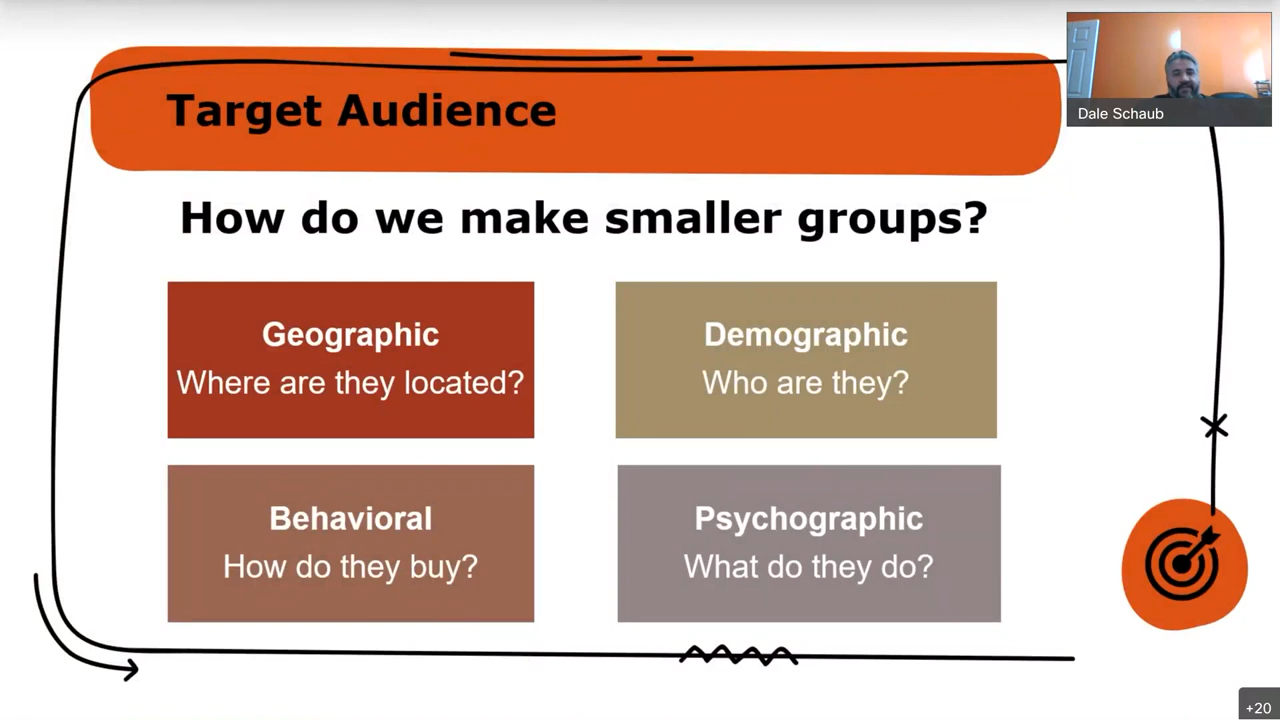 Target Audience
Dale Schaub
How do we make smaller groups?
Geographic
Where are they located?
Demographic
Who are they?
Behavioral
How do they buy?
Psychographic
What do they do?
+20